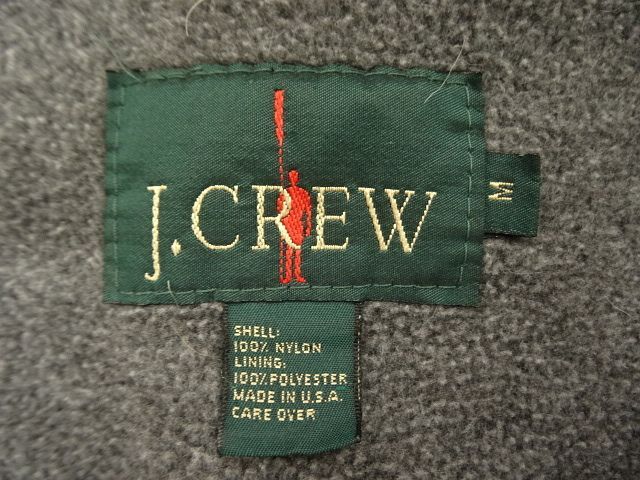 J.CREW
M
SHELL:
100% NYLON
LINING:
100% POLYESTER
MADE IN U.S.A.
CARE OVER